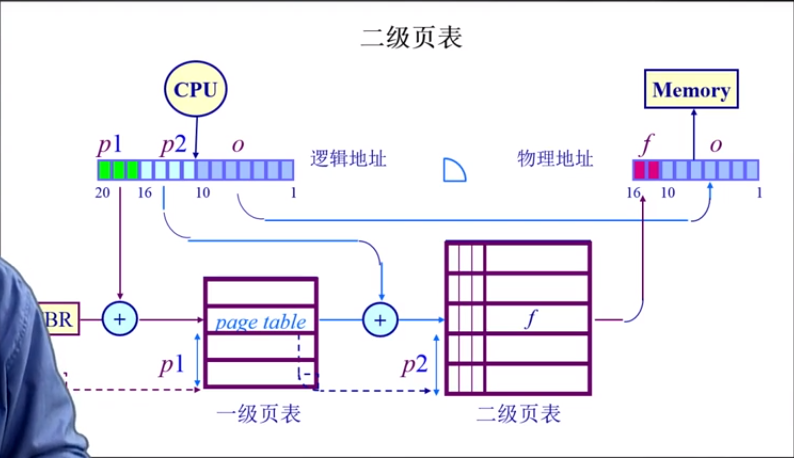 二级页表
CPU
Memory
p1 p2 o
逻辑地址
物理地址
f o
20 16 10 1
16 10 1
BR
+
page table
+
f
p1
p2
一级页表
二级页表